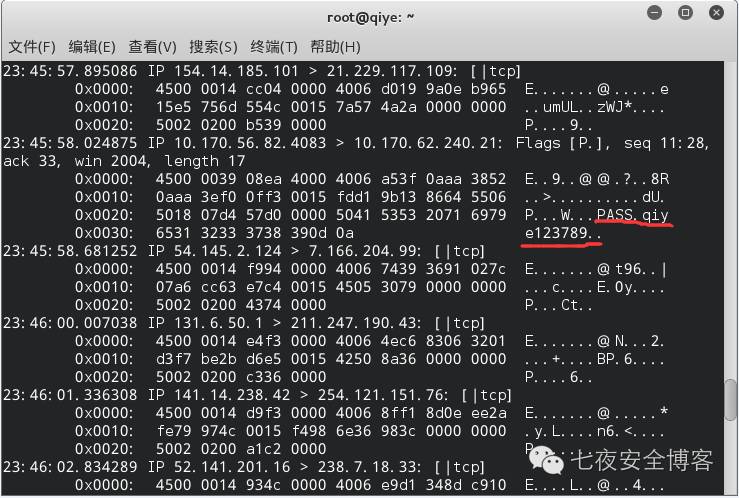 root@qiye: ~
文件(F) 编辑(E) 查看(V) 搜索(S) 终端(T) 帮助(H)
23:45:57.895086 IP 154.14.185.101 > 21.229.117.109: [|tcp]
0x0000: 4500 0014 cc04 0000 4006 d019 9a0e b965 E.......@......e
0x0010: 15e5 756d 554c 0015 7a57 4a2a 0000 0000 ..umUL..zWJ*....
0x0020: 5002 0200 b539 0000 P....9..
23:45:58.024875 IP 10.170.56.82.4083 > 10.170.62.240.21: Flags [P.], seq 11:28,
ack 33, win 2004, length 17
0x0000: 4500 0039 08ea 4000 4006 a53f 0aaa 3852 E..9..@.@..?..8R
0x0010: 0aaa 3ef0 0ff3 0015 fdd1 9b13 8664 5506 ..>..........dU.
0x0020: 5018 07d4 57d0 0000 5041 5353 2071 6979 P...W...PASS.qiy
0x0030: 6531 3233 3738 390d 0a e123789..
23:45:58.681252 IP 54.145.2.124 > 7.166.204.99: [|tcp]
0x0000: 4500 0014 f994 0000 4006 7439 3691 027c E.......@.t96..|
0x0010: 07a6 cc63 e7c4 0015 4505 3079 0000 0000 ...c....E.0y....
0x0020: 5002 0200 4374 0000 P...Ct..
23:46:00.007038 IP 131.6.50.1 > 211.247.190.43: [|tcp]
0x0000: 4500 0014 e4f3 0000 4006 4ec6 8306 3201 E.......@.N...2.
0x0010: d3f7 be2b d6e5 0015 4250 8a36 0000 0000 ...+....BP.6....
0x0020: 5002 0200 c336 0000 P....6..
23:46:01.336308 IP 141.14.238.42 > 254.121.151.76: [|tcp]
0x0000: 4500 0014 d9f3 0000 4006 8ff1 8d0e ee2a E.......@......*
0x0010: fe79 974c 0015 f498 6e36 983c 0000 0000 .y.L....n6.<....
0x0020: 5002 0200 a1c2 0000 P.
23:46:02.834289 IP 52.141.201.16 > 238.7.18.33: [|tcp]
0x0000: 4500 0014 934c 0000 4006 e9d1 348d c910 E....L..@...4...
七夜安全博客